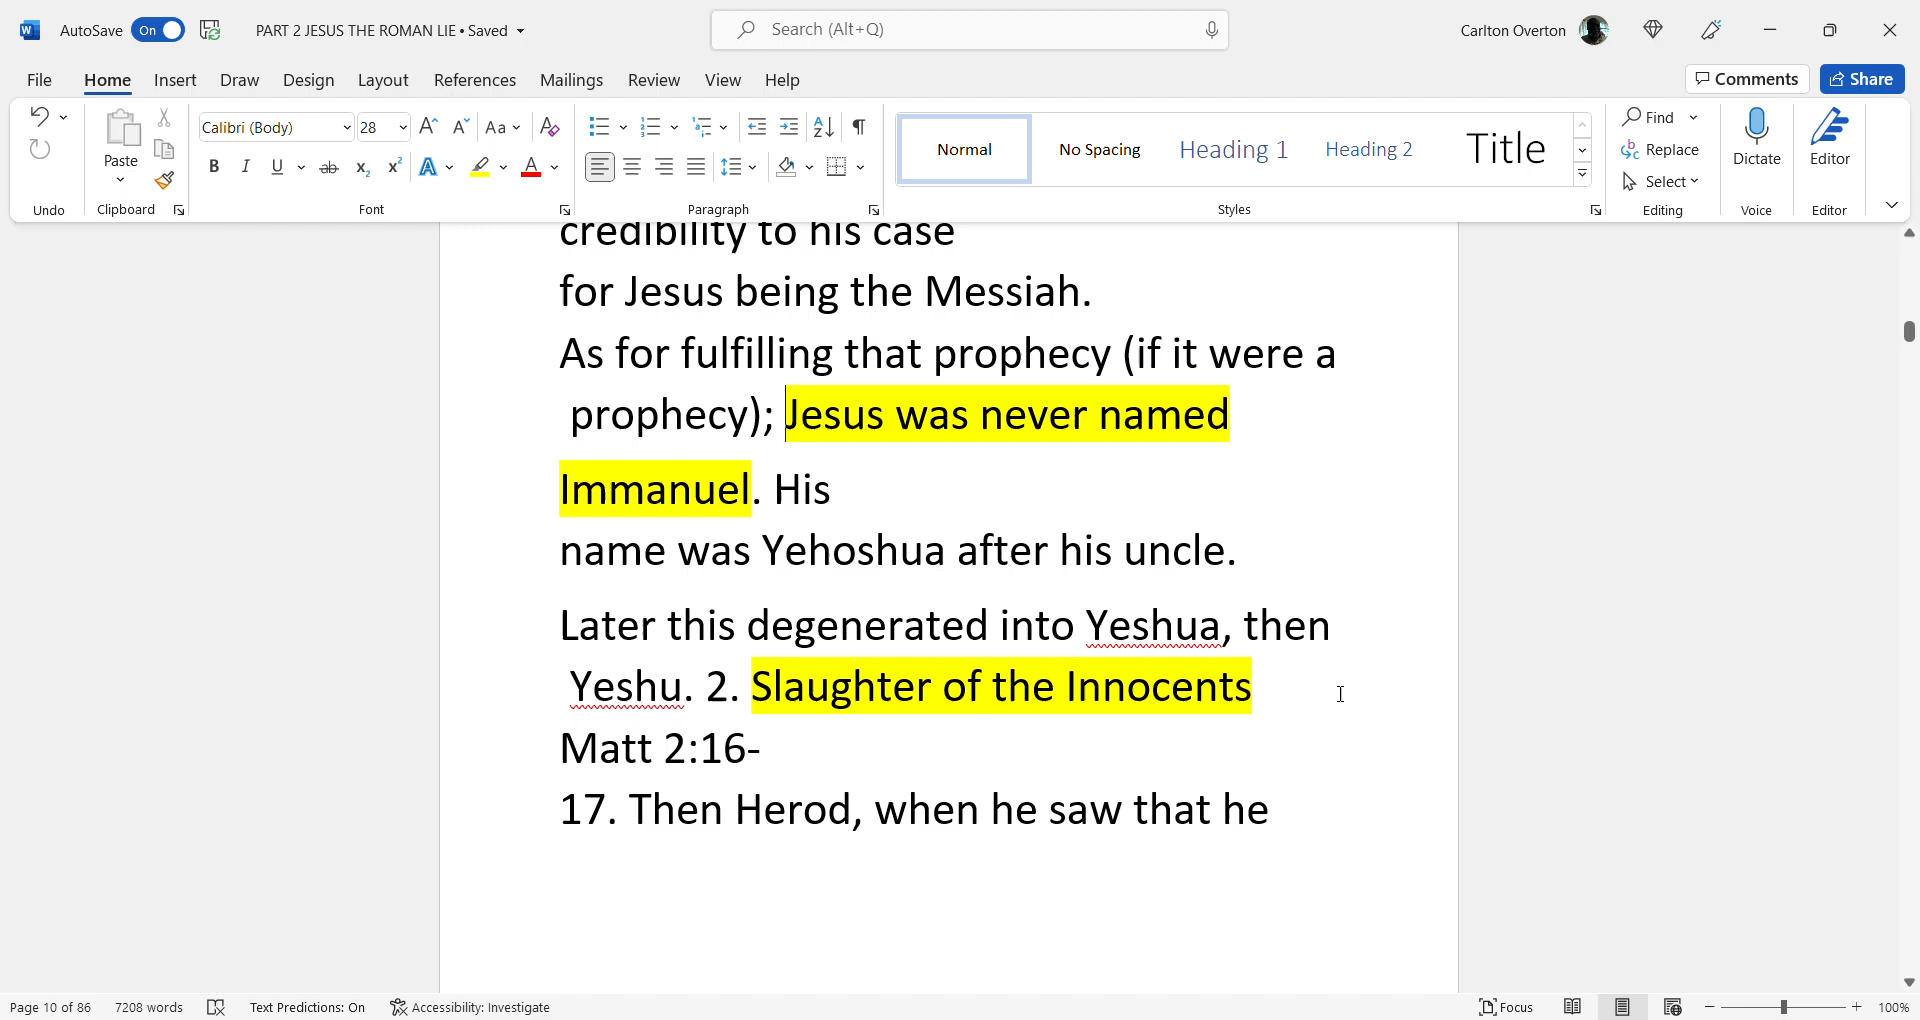 AutoSave On PART 2 JESUS THE ROMAN LIE • Saved Search (Alt+Q) Carlton Overton
File Home Insert Draw Design Layout References Mailings Review View Help Comments Share
Paste
Undo
Clipboard
Calibri (Body) 28
Font
Paragraph
Normal No Spacing Heading 1 Heading 2 Title
Styles
Find
Replace
Select
Editing
Dictate
Voice
Editor
Editor
credibility to his case
for Jesus being the Messiah.
As for fulfilling that prophecy (if it were a
prophecy); Jesus was never named
Immanuel. His
name was Yehoshua after his uncle.
Later this degenerated into Yeshua, then
Yeshu. 2. Slaughter of the Innocents
Matt 2:16-
17. Then Herod, when he saw that he
Page 10 of 86 7208 words Text Predictions: On Accessibility: Investigate Focus 100%